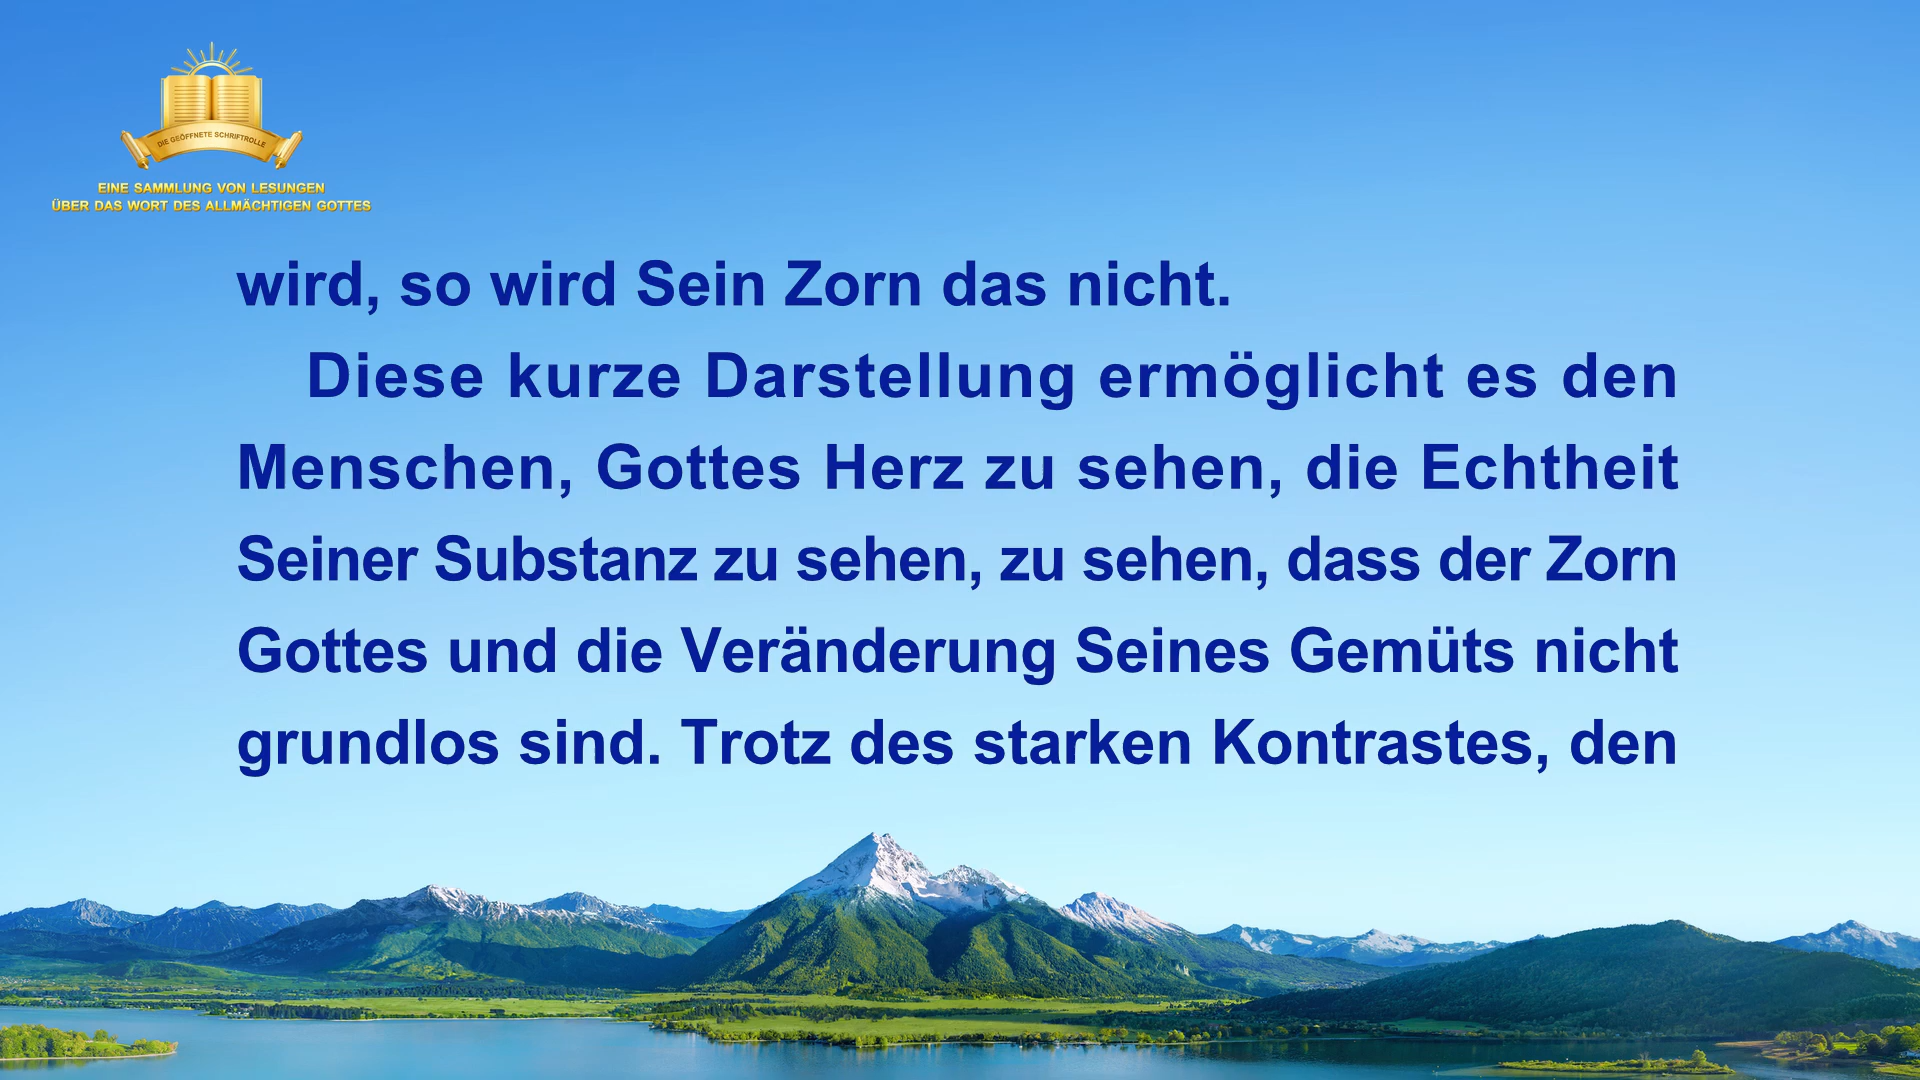 DIE GEÖFFNETE SCHRIFTROLLE
EINE SAMMLUNG VON LESUNGEN
ÜBER DAS WORT DES ALLMÄCHTIGEN GOTTES
wird, so wird Sein Zorn das nicht.
Diese kurze Darstellung ermöglicht es den
Menschen, Gottes Herz zu sehen, die Echtheit
Seiner Substanz zu sehen, zu sehen, dass der Zorn
Gottes und die Veränderung Seines Gemüts nicht
grundlos sind. Trotz des starken Kontrastes, den